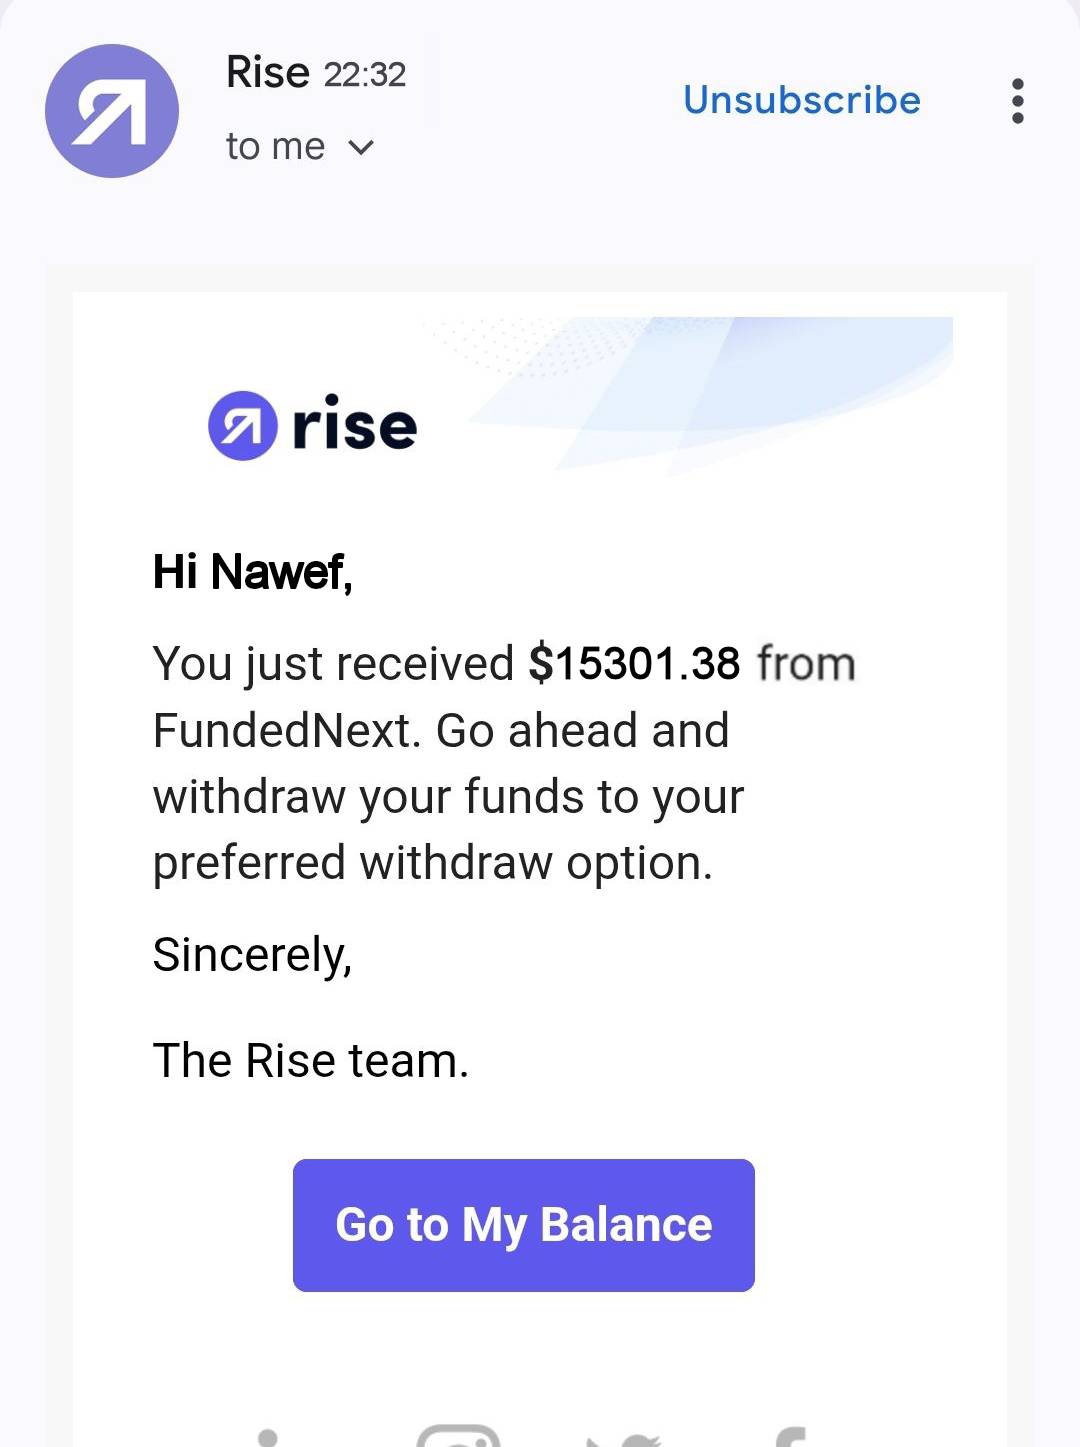 Rise 22:32
Unsubscribe
to me
rise
Hi Nawef,
You just received $15301.38 from
FundedNext. Go ahead and
withdraw your funds to your
preferred withdraw option.
Sincerely,
The Rise team.
Go to My Balance